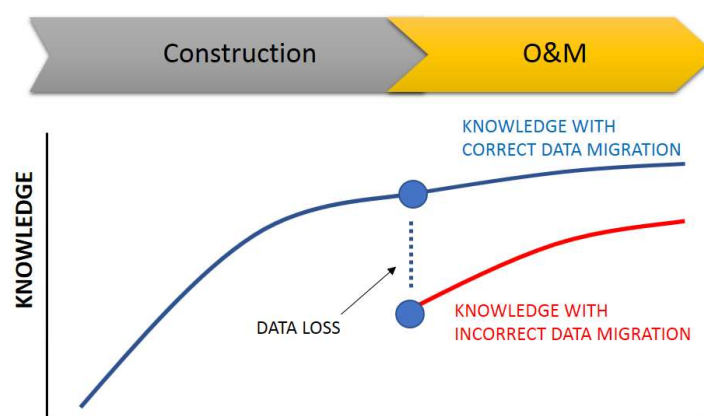 Construction
O&M
KNOWLEDGE WITH
CORRECT DATA MIGRATION
KNOWLEDGE
DATA LOSS
KNOWLEDGE WITH
INCORRECT DATA MIGRATION